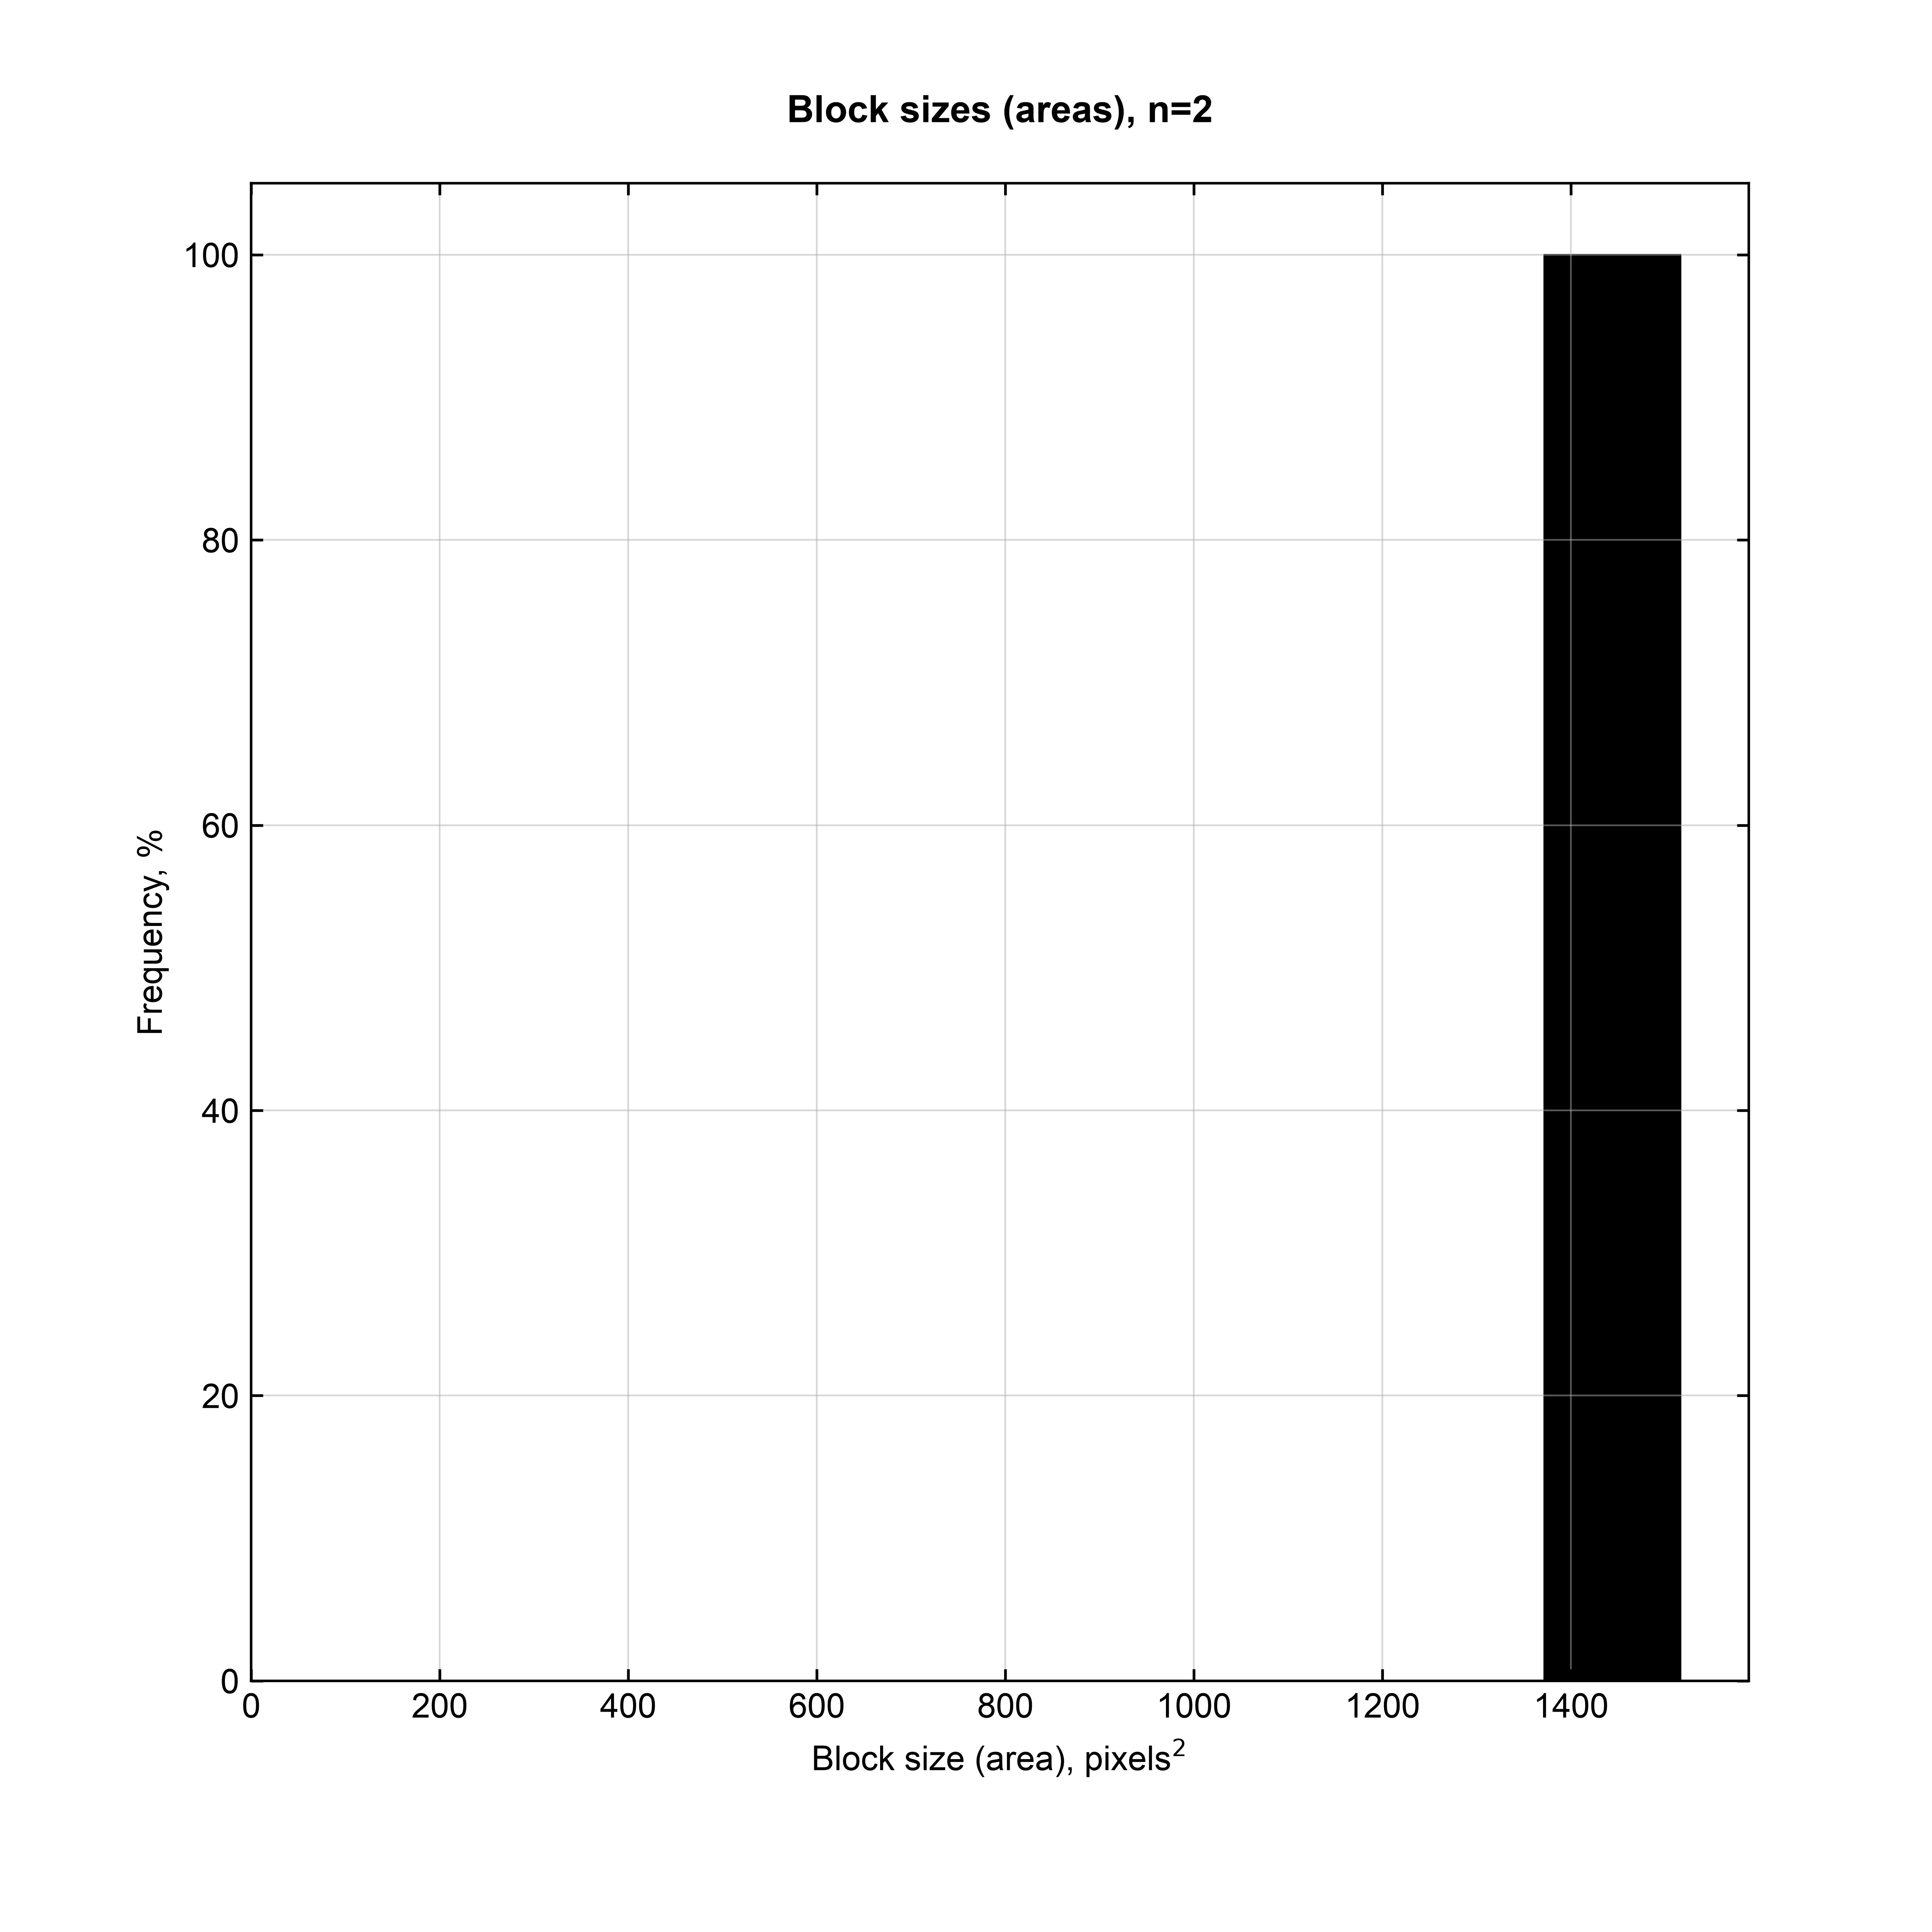 Block sizes (areas), n=2
100
80
60
40
20
0
Frequency, %
0 200 400 600 800 1000 1200 1400
Block size (area), pixels²